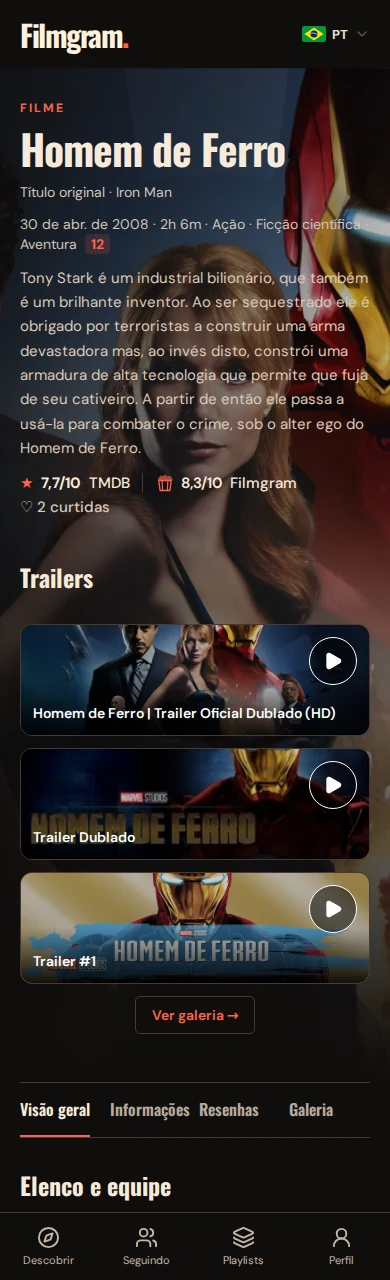 Filmgram.
PT
FILME
Homem de Ferro
Título original · Iron Man
30 de abr. de 2008 · 2h 6m · Ação · Ficção científica ·
Aventura 12
Tony Stark é um industrial bilionário, que também
é um brilhante inventor. Ao ser sequestrado ele é
obrigado por terroristas a construir uma arma
devastadora mas, ao invés disto, constrói uma
armadura de alta tecnologia que permite que fuja
de seu cativeiro. A partir de então ele passa a
usá-la para combater o crime, sob o alter ego do
Homem de Ferro.
★ 7,7/10 TMDB 8,3/10 Filmgram
♡ 2 curtidas
Trailers
Homem de Ferro | Trailer Oficial Dublado (HD)
MARVEL STUDIOS
HOMEM DE FERRO
Trailer Dublado
HOMEM DE FERRO
Trailer #1
Ver galeria →
Visão geral Informações Resenhas Galeria
Elenco e equipe
Descobrir Seguindo Playlists Perfil